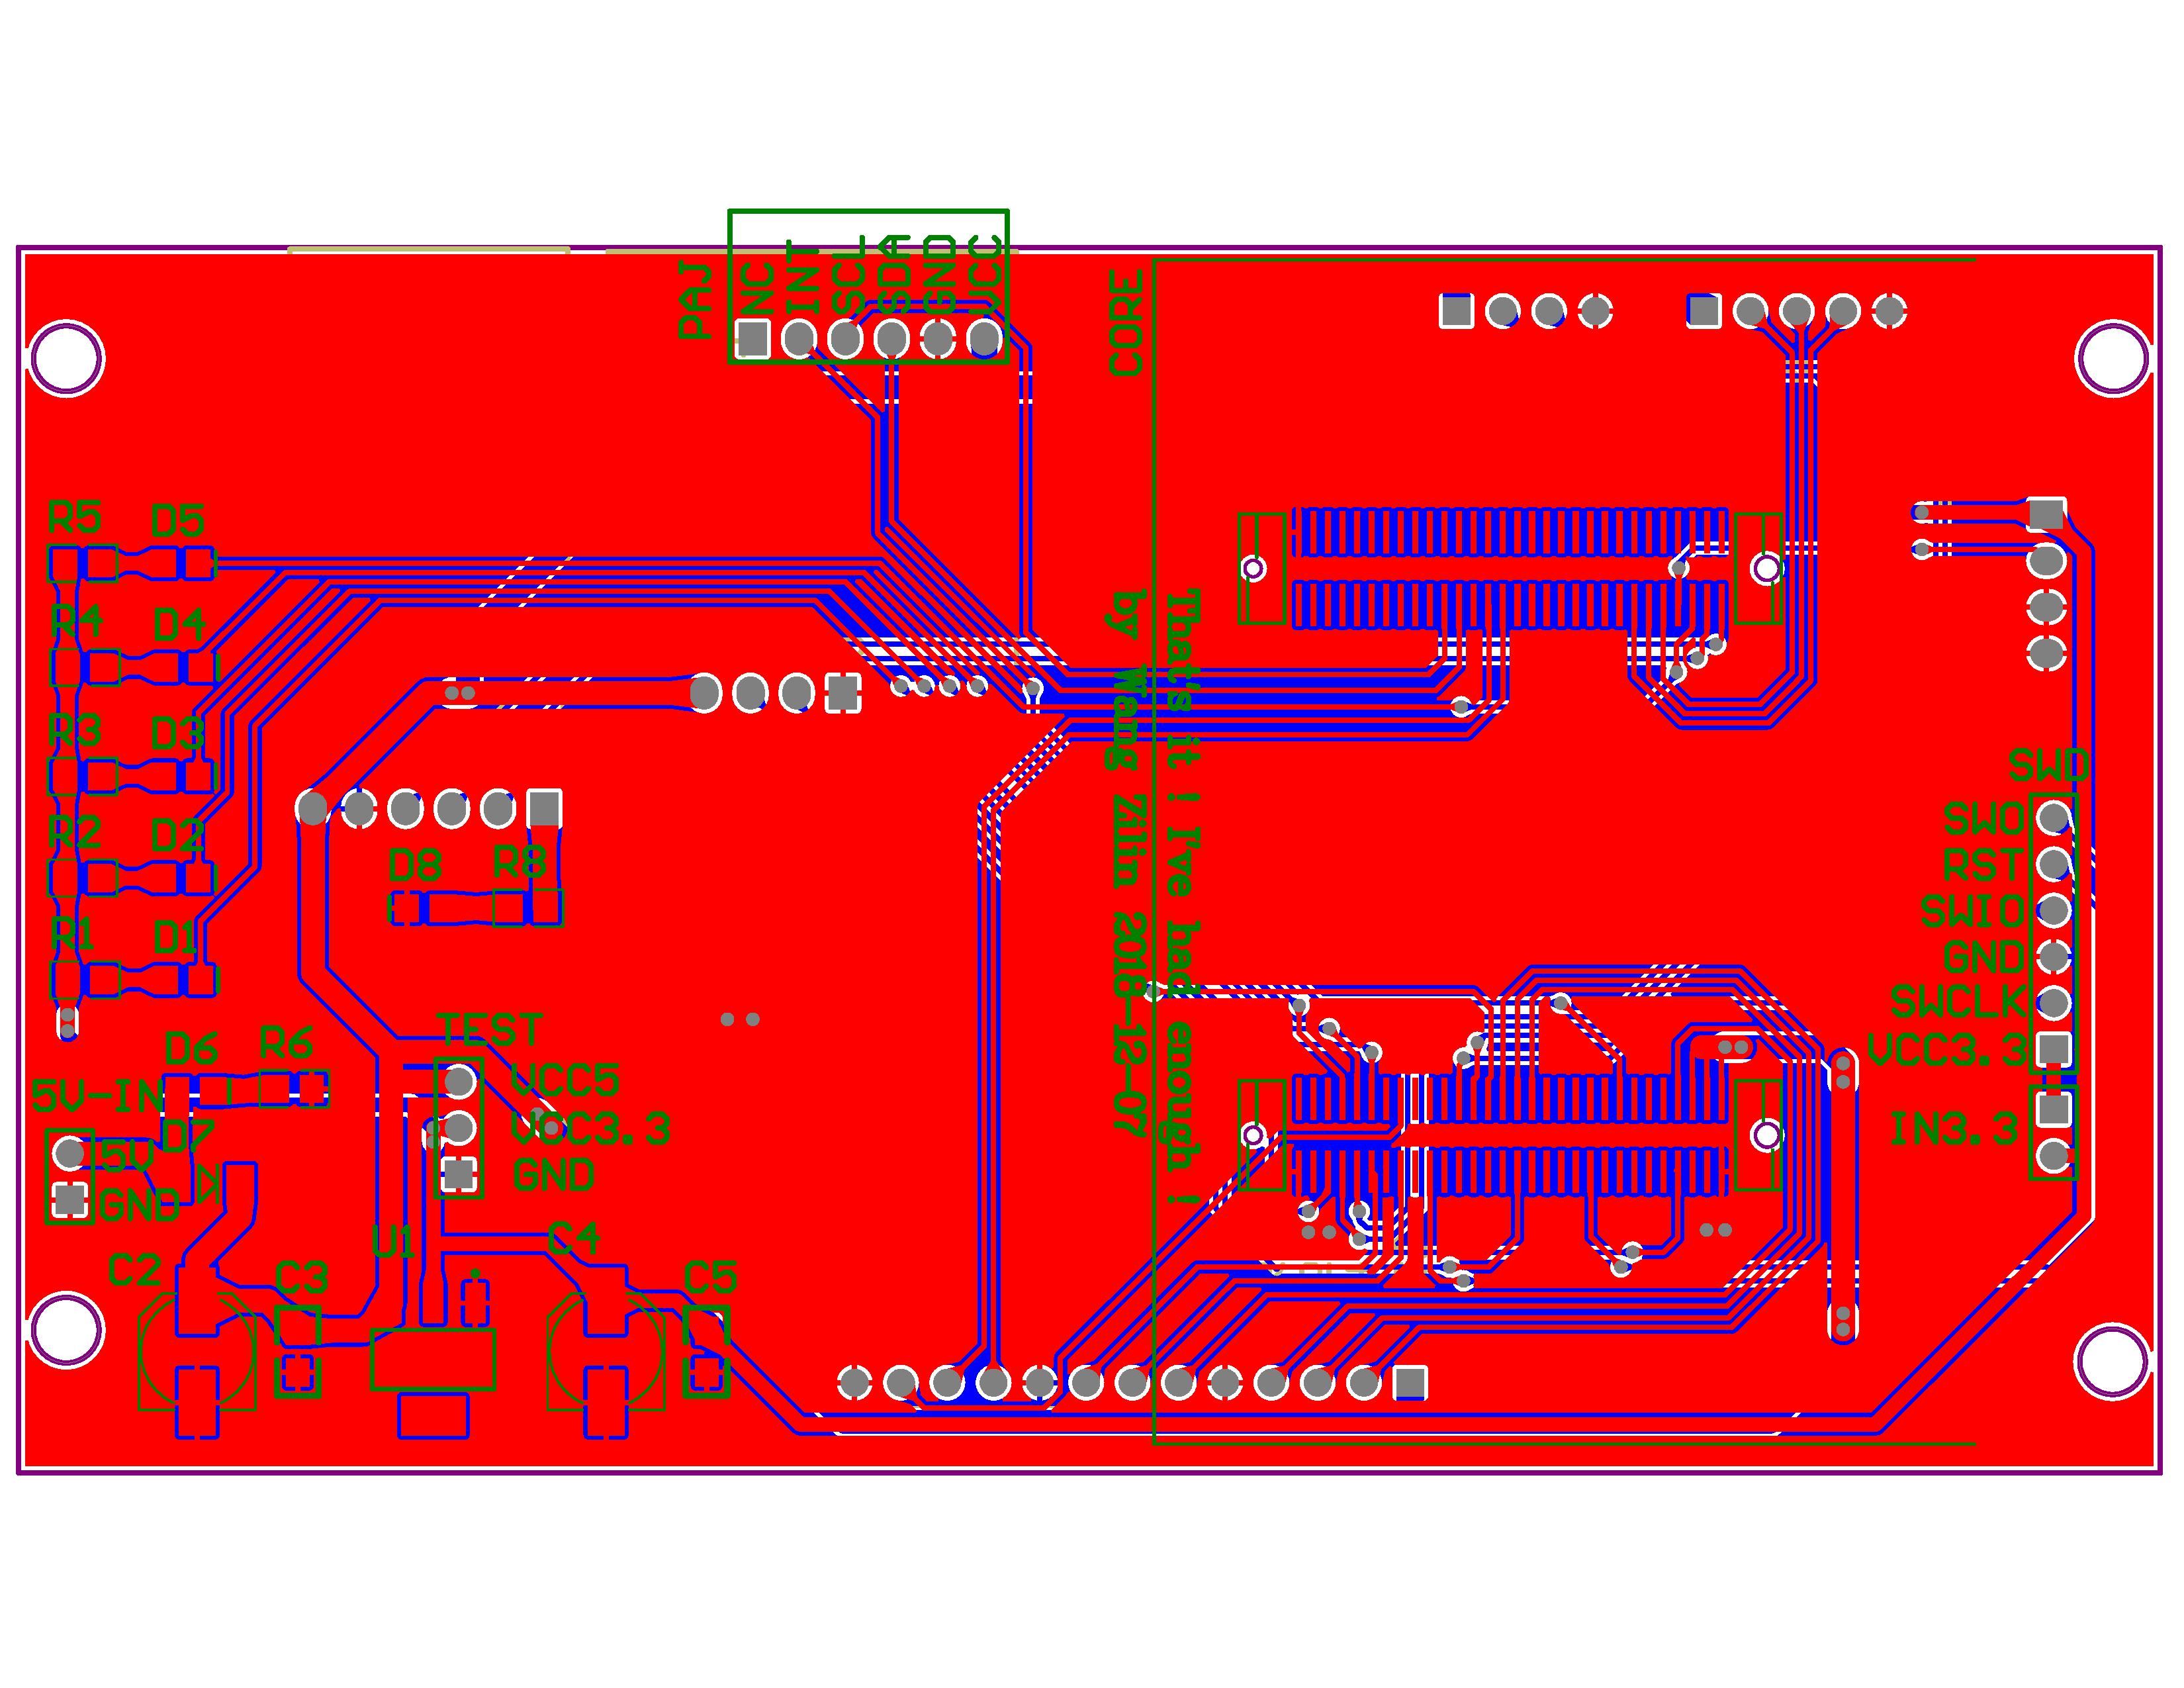 PAJ
NC
INT
SCL
SDA
GND
VCC
CORE
R5 D5
R4 D4
R3 D3
R2 D2
R1 D1
D8 R8
That's it ! I've had enough !
by Wang Zilin 2018-12-07
SWD
SWO
RST
SWIO
GND
SWCLK
VCC3.3
IN3.3
D6 R6
5V-IN
D7
5V
GND
TEST
VCC5
VCC3.3
GND
U1
C2
C3
C4
C5